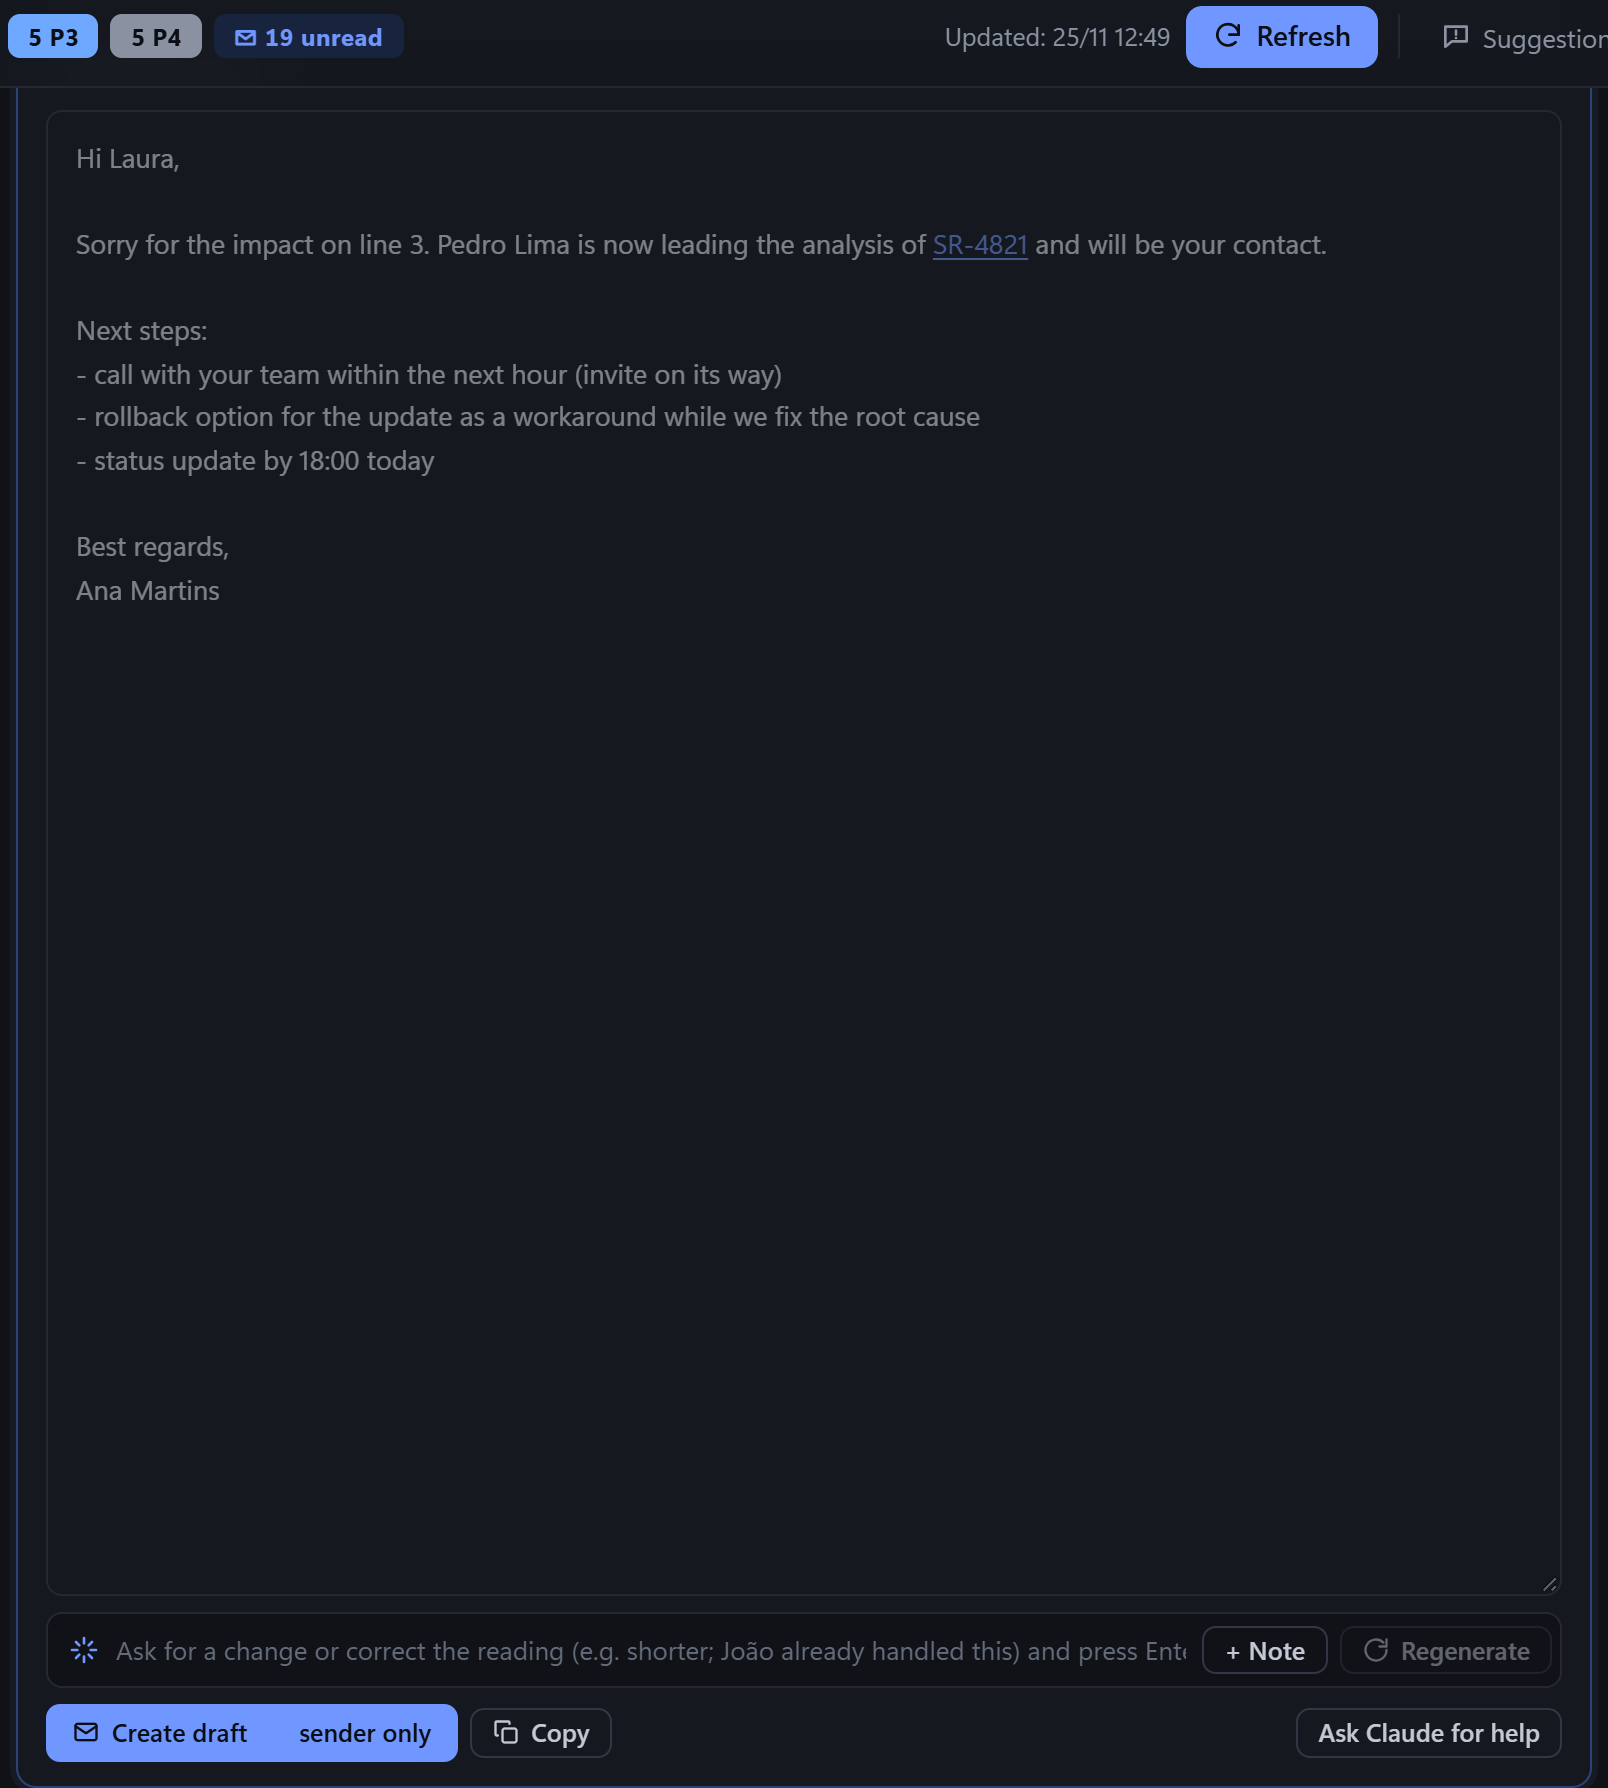 5 P3
5 P4
19 unread
Updated: 25/11 12:49
Refresh
Suggestion
Hi Laura,
Sorry for the impact on line 3. Pedro Lima is now leading the analysis of SR-4821 and will be your contact.
Next steps:
- call with your team within the next hour (invite on its way)
- rollback option for the update as a workaround while we fix the root cause
- status update by 18:00 today
Best regards,
Ana Martins
Ask for a change or correct the reading (e.g. shorter; João already handled this) and press Ente
+ Note
Regenerate
Create draft
sender only
Copy
Ask Claude for help